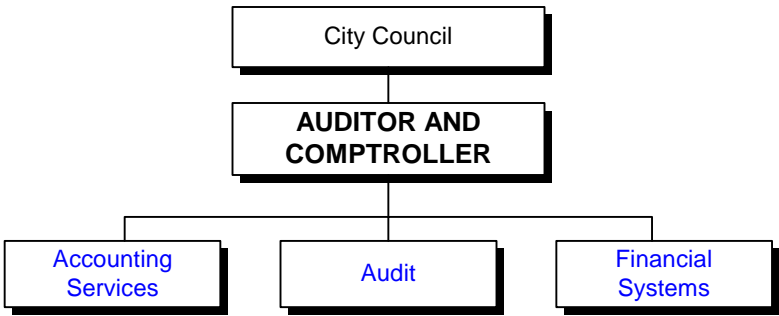 City Council
AUDITOR AND
COMPTROLLER
Accounting
Services
Audit
Financial
Systems